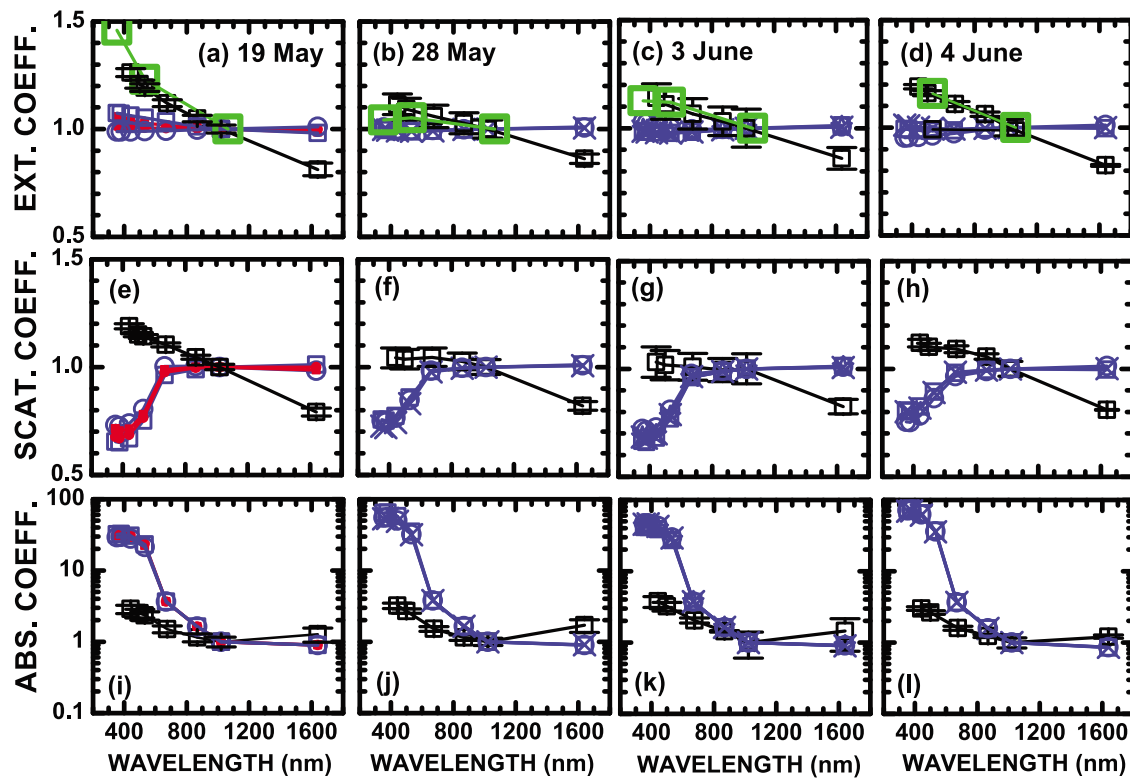 EXT. COEFF.
1.5
1.0
0.5
(a) 19 May
(b) 28 May
(c) 3 June
(d) 4 June
SCAT. COEFF.
1.5
1.0
0.5
(e)
(f)
(g)
(h)
ABS. COEFF.
100
10
1
0.1
(i)
(j)
(k)
(l)
400 800 1200 1600
400 800 1200 1600
400 800 1200 1600
400 800 1200 1600
WAVELENGTH (nm)
WAVELENGTH (nm)
WAVELENGTH (nm)
WAVELENGTH (nm)